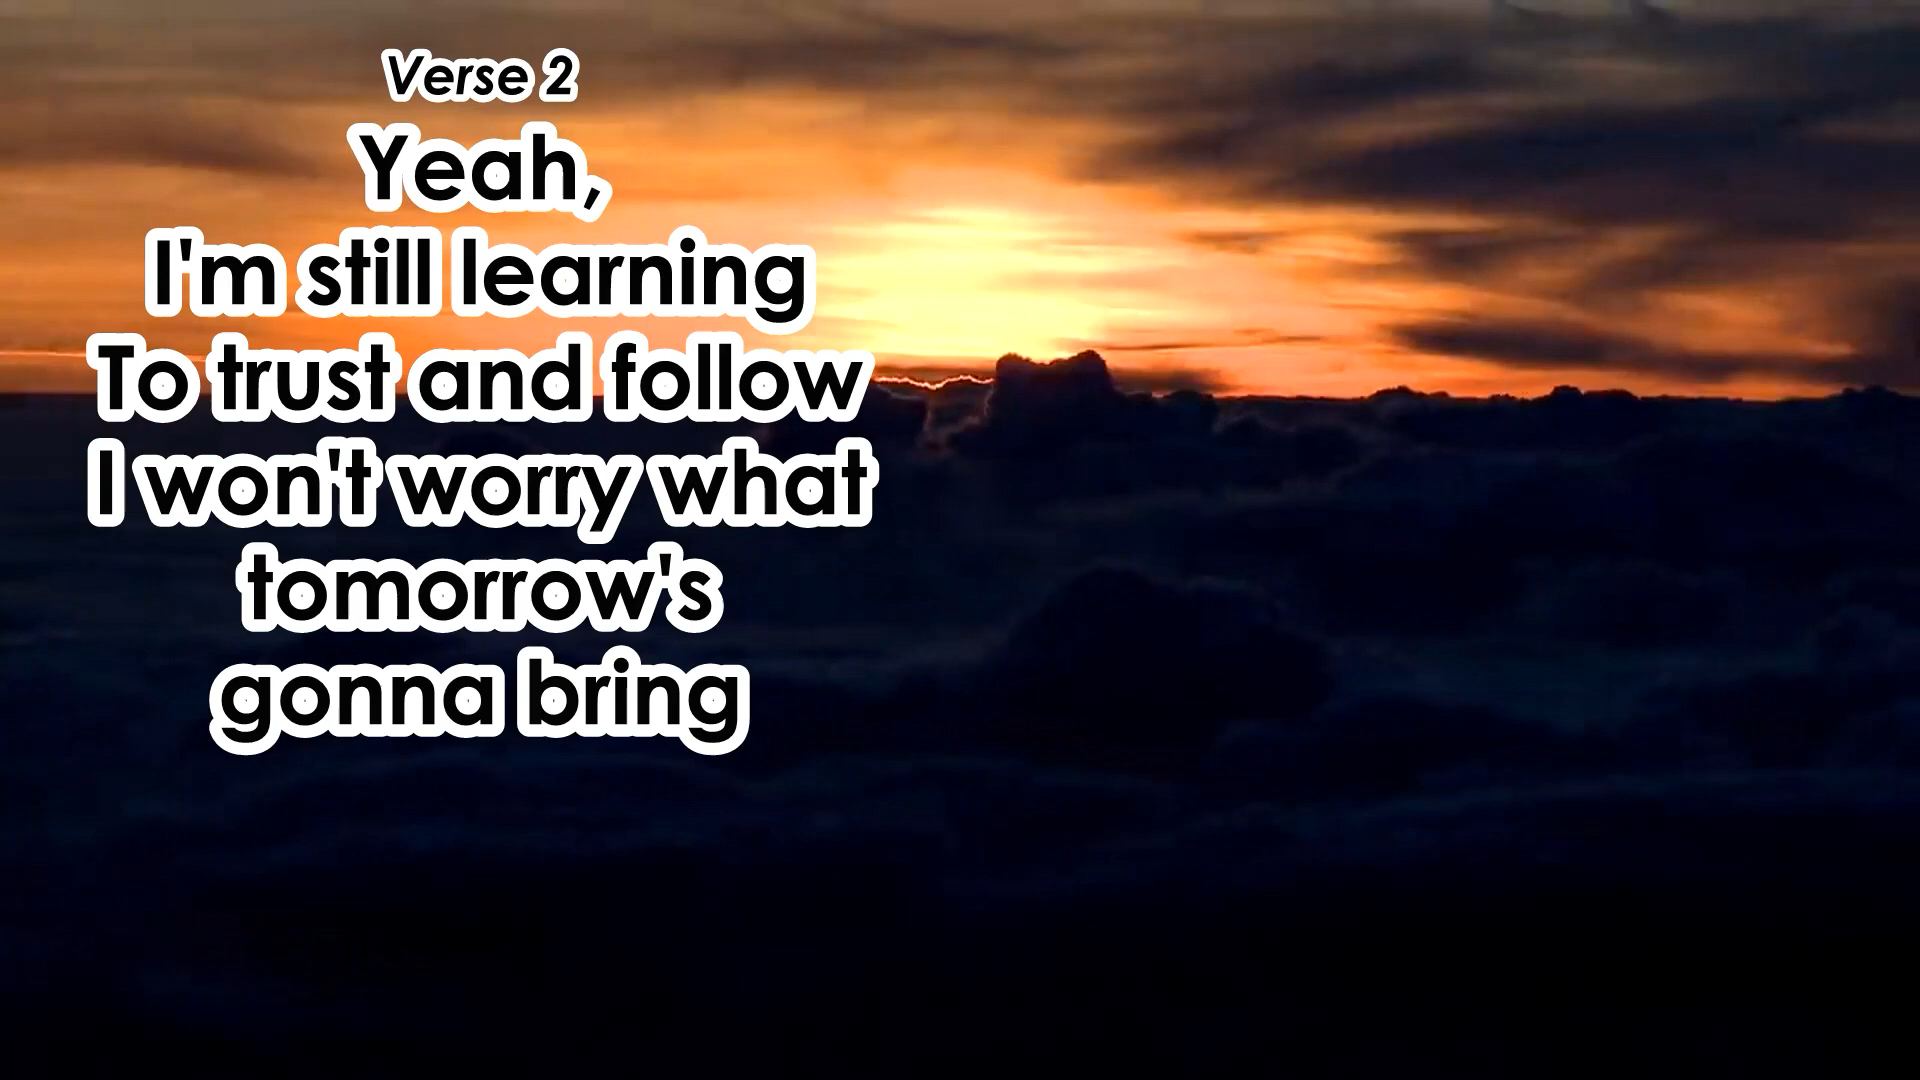 Verse 2
Yeah,
I'm still learning
To trust and follow
I won't worry what
tomorrow's
gonna bring